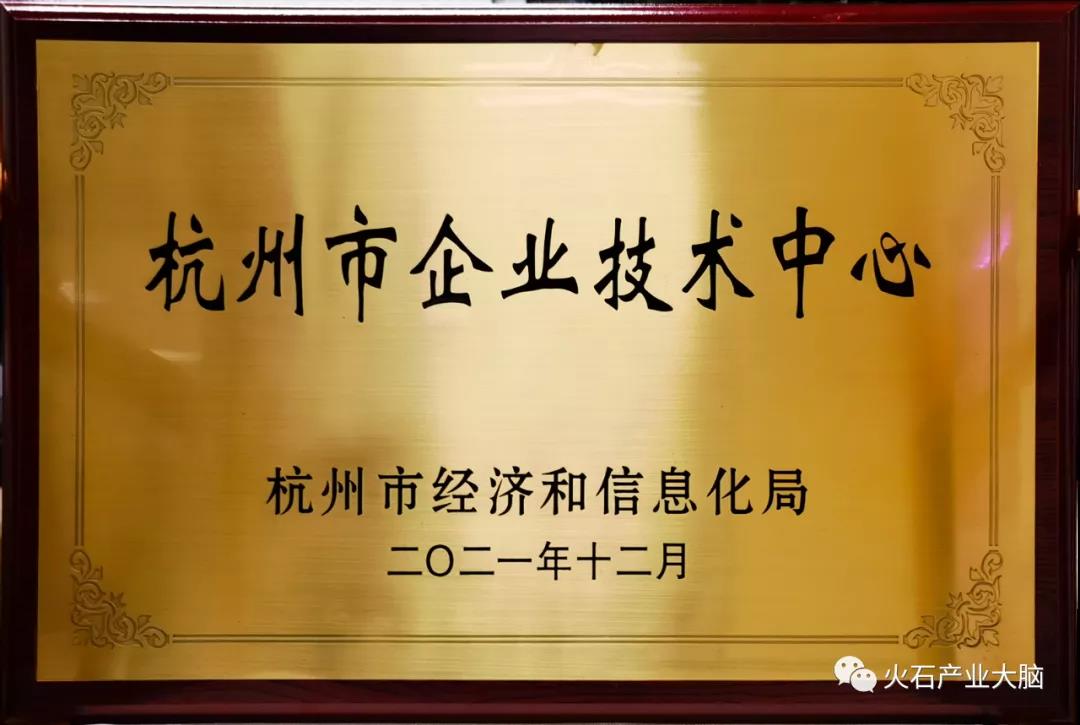 杭州市企业技术中心
杭州市经济和信息化局
二〇二一年十二月
火石产业大脑